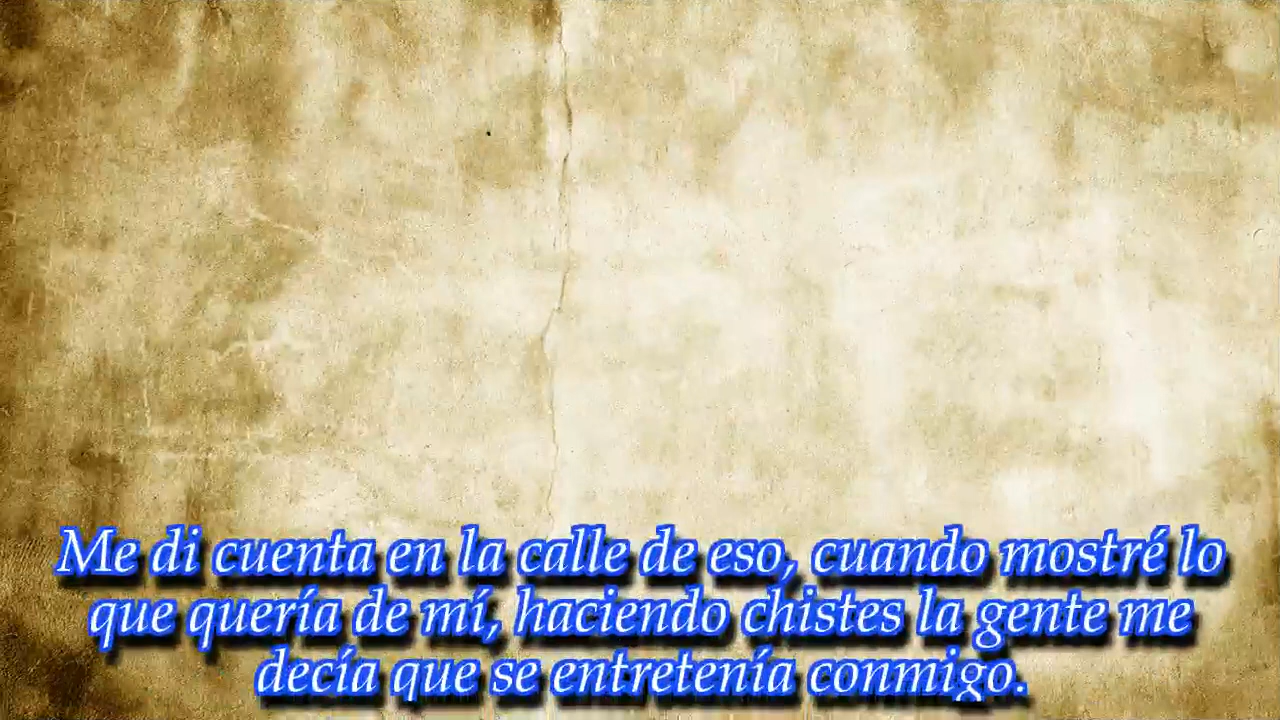 Me di cuenta en la calle de eso, cuando mostré lo
que quería de mí, haciendo chistes la gente me
decía que se entretenía conmigo.